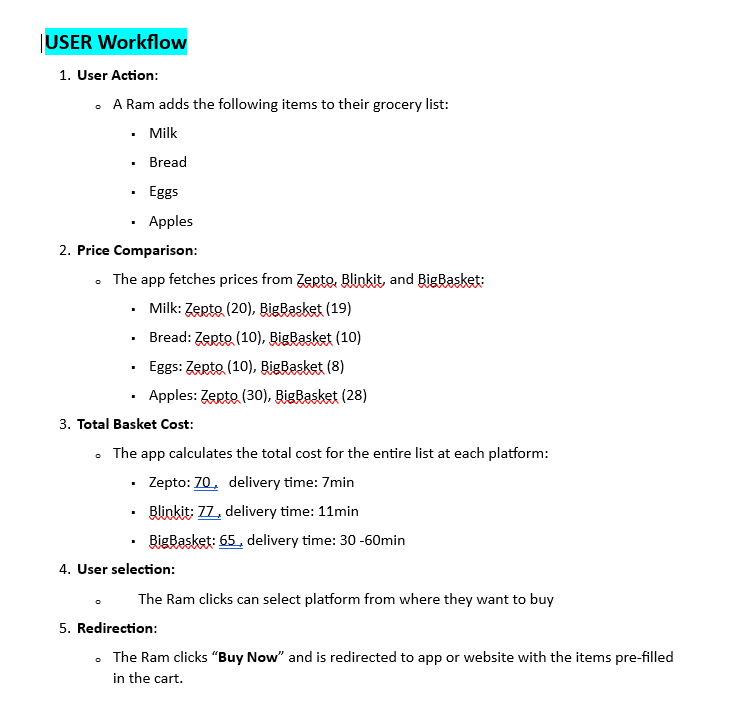 USER Workflow
1. User Action:
o A Ram adds the following items to their grocery list:
▪ Milk
▪ Bread
▪ Eggs
▪ Apples
2. Price Comparison:
o The app fetches prices from Zepto, Blinkit, and BigBasket:
▪ Milk: Zepto (20), BigBasket (19)
▪ Bread: Zepto (10), BigBasket (10)
▪ Eggs: Zepto (10), BigBasket (8)
▪ Apples: Zepto (30), BigBasket (28)
3. Total Basket Cost:
o The app calculates the total cost for the entire list at each platform:
▪ Zepto: 70 , delivery time: 7min
▪ Blinkit: 77 , delivery time: 11min
▪ BigBasket: 65 , delivery time: 30 -60min
4. User selection:
o The Ram clicks can select platform from where they want to buy
5. Redirection:
o The Ram clicks “Buy Now” and is redirected to app or website with the items pre-filled
in the cart.